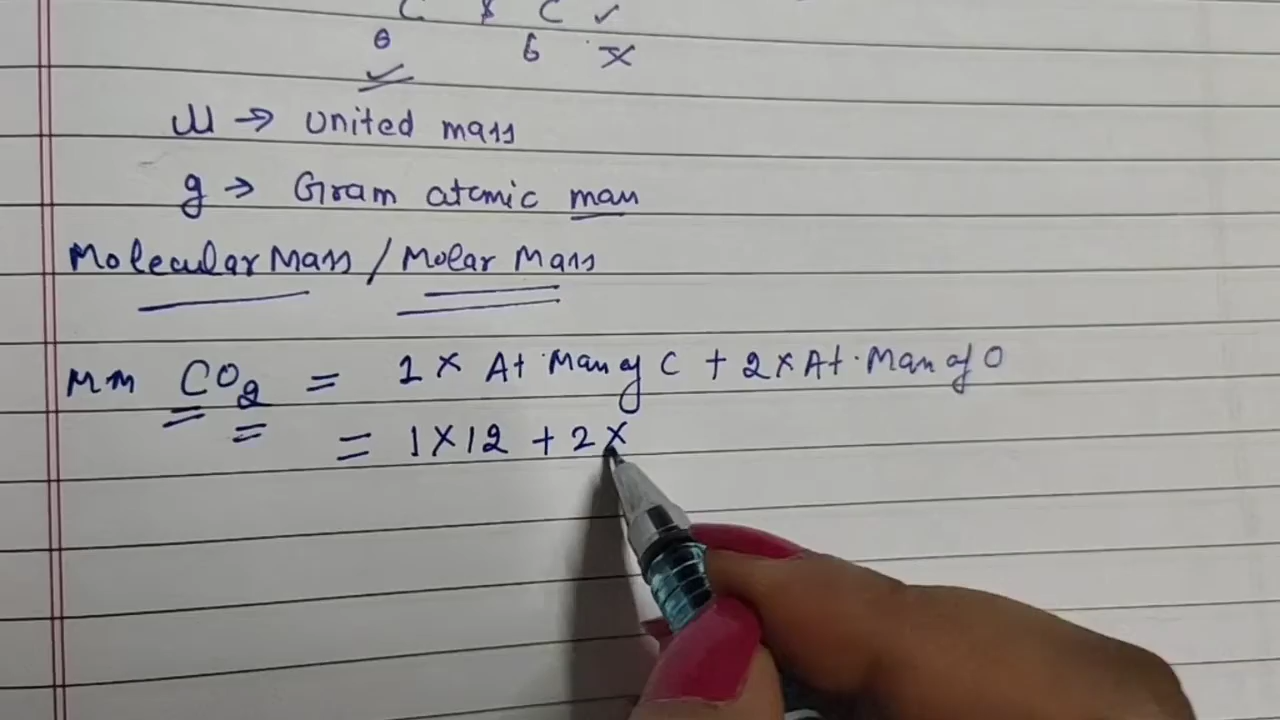 C & C ✓
6 6 X
u → United mass
g → Gram atomic mass
Molecular Mass / Molar Mass
MM CO₂ = 1 × At. Mass of C + 2 × At. Mass of O
= 1 × 12 + 2 ×